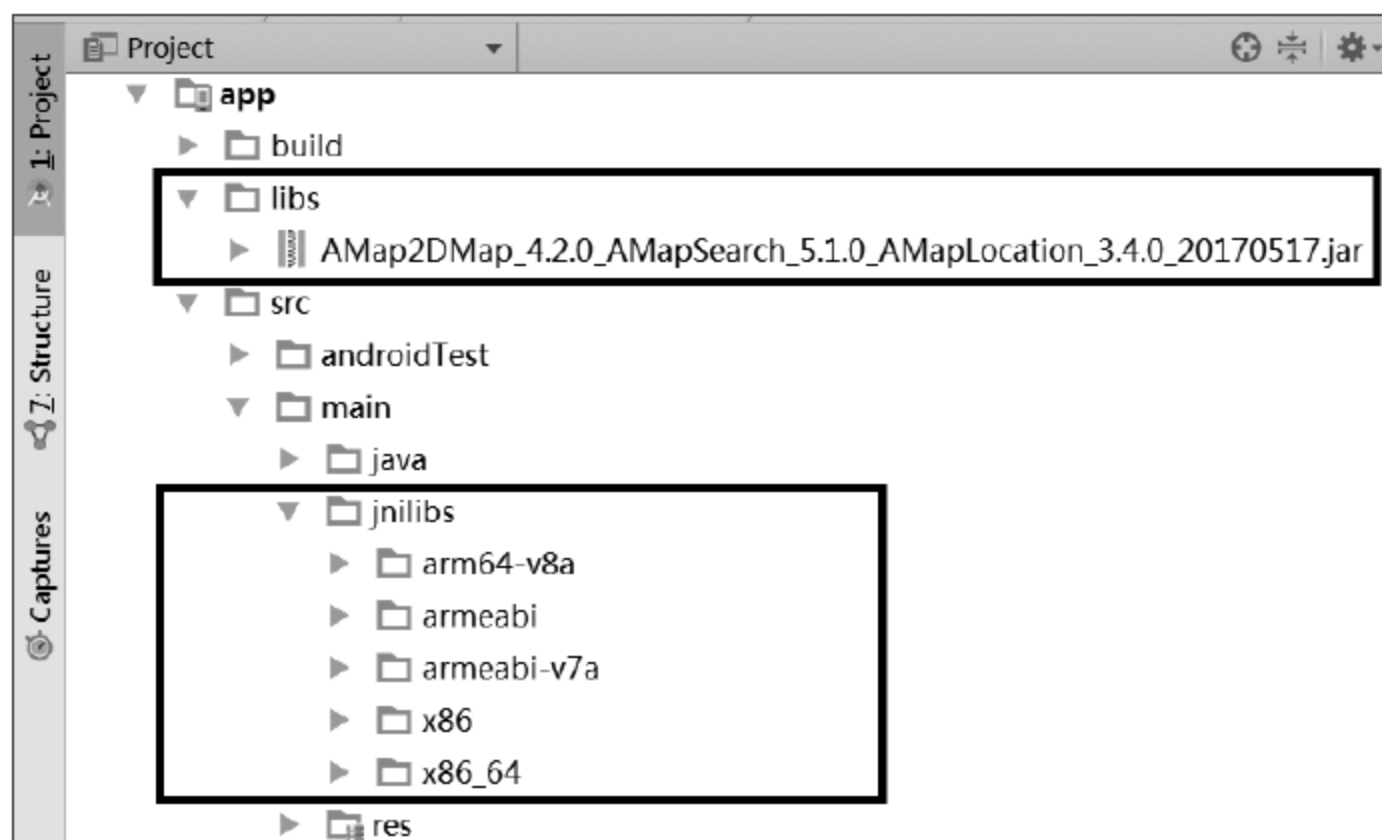 Project
1: Project
7: Structure
Captures
app
build
libs
AMap2DMap_4.2.0_AMapSearch_5.1.0_AMapLocation_3.4.0_20170517.jar
src
androidTest
main
java
jnilibs
arm64-v8a
armeabi
armeabi-v7a
x86
x86_64
res